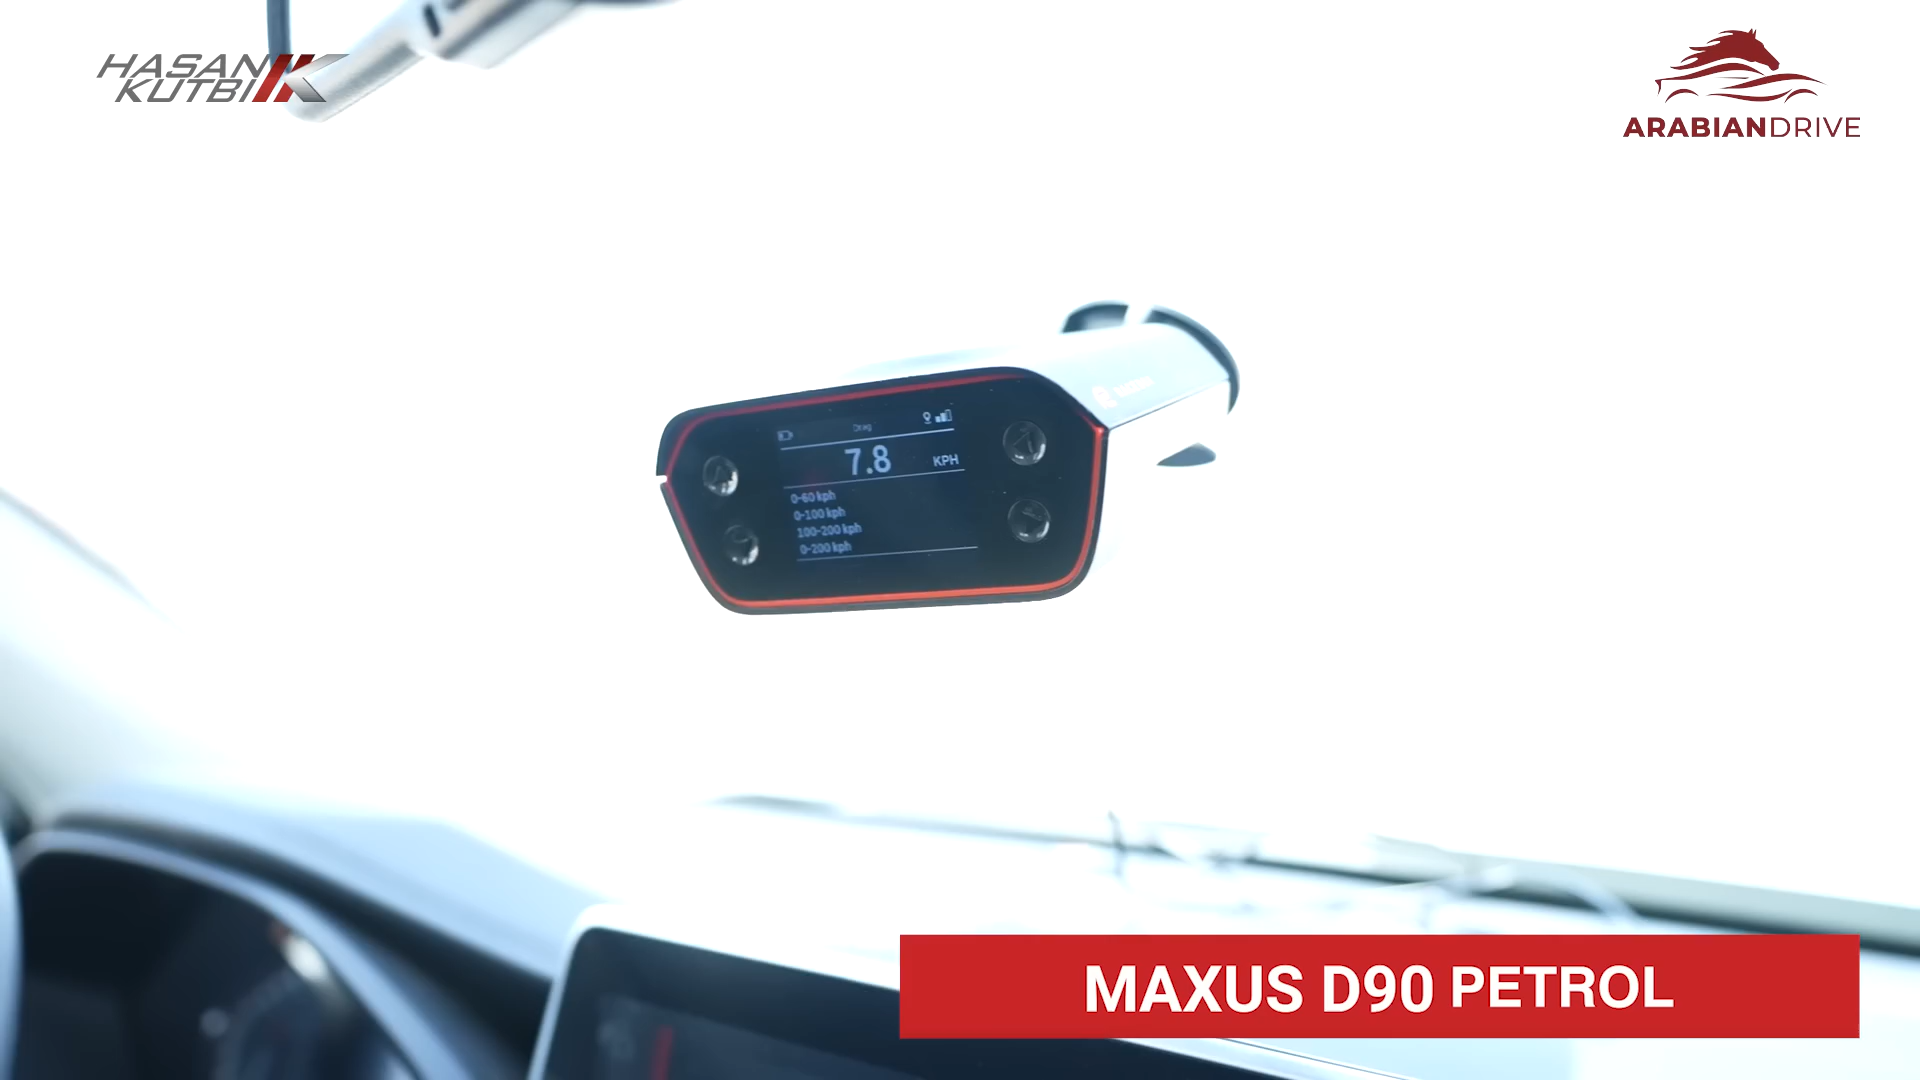 HASAN
KUTBI
ARABIANDRIVE
Drag
7.8 KPH
0-60 kph
0-100 kph
100-200 kph
0-200 kph
MAXUS D90 PETROL